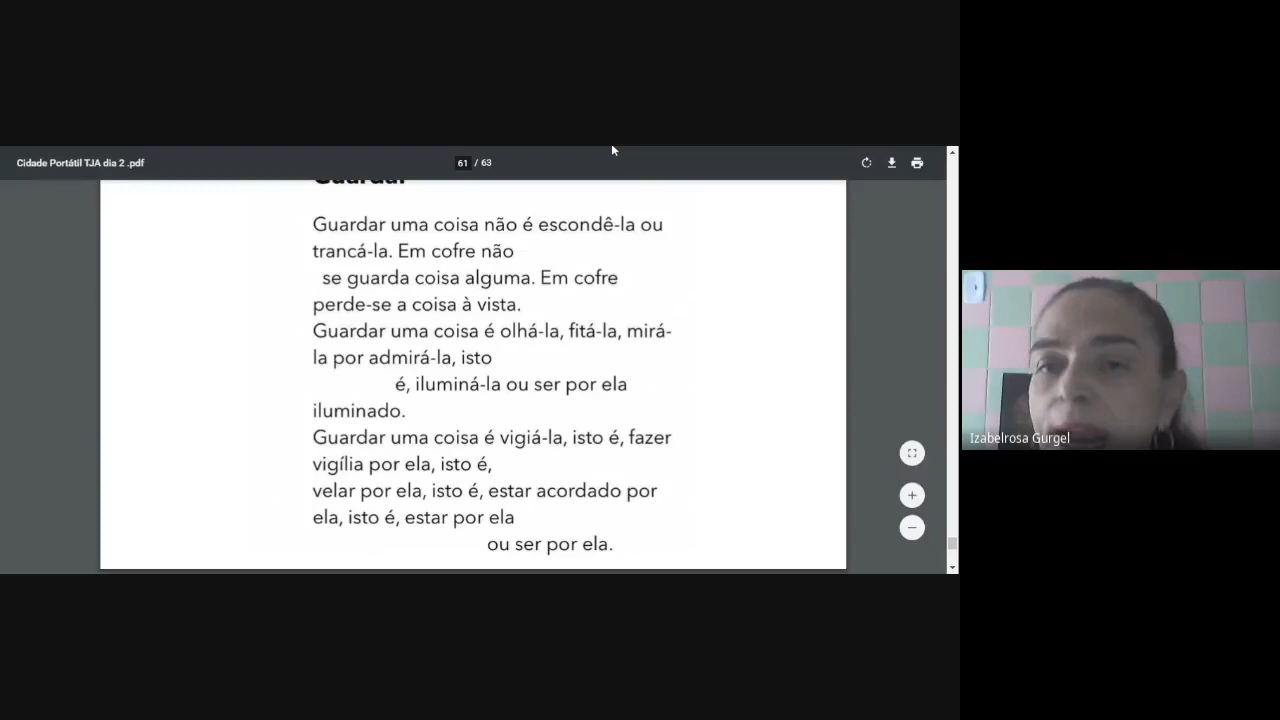 Cidade Portátil TJA dia 2 .pdf
61 / 63
Guardar
Guardar uma coisa não é escondê-la ou
trancá-la. Em cofre não
se guarda coisa alguma. Em cofre
perde-se a coisa à vista.
Guardar uma coisa é olhá-la, fitá-la, mirá-
la por admirá-la, isto
é, iluminá-la ou ser por ela
iluminado.
Guardar uma coisa é vigiá-la, isto é, fazer
vigília por ela, isto é,
velar por ela, isto é, estar acordado por
ela, isto é, estar por ela
ou ser por ela.
Izabelrosa Gurgel